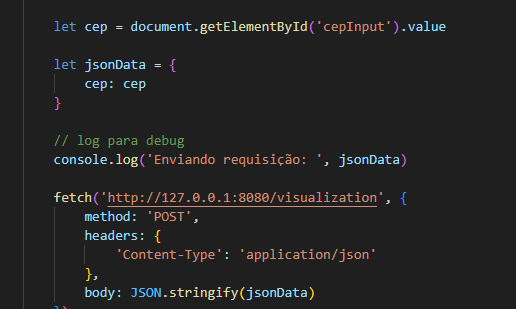 let cep = document.getElementById('cepInput').value
let jsonData = {
cep: cep
}
// log para debug
console.log('Enviando requisição: ', jsonData)
fetch('http://127.0.0.1:8080/visualization', {
method: 'POST',
headers: {
'Content-Type': 'application/json'
},
body: JSON.stringify(jsonData)
})